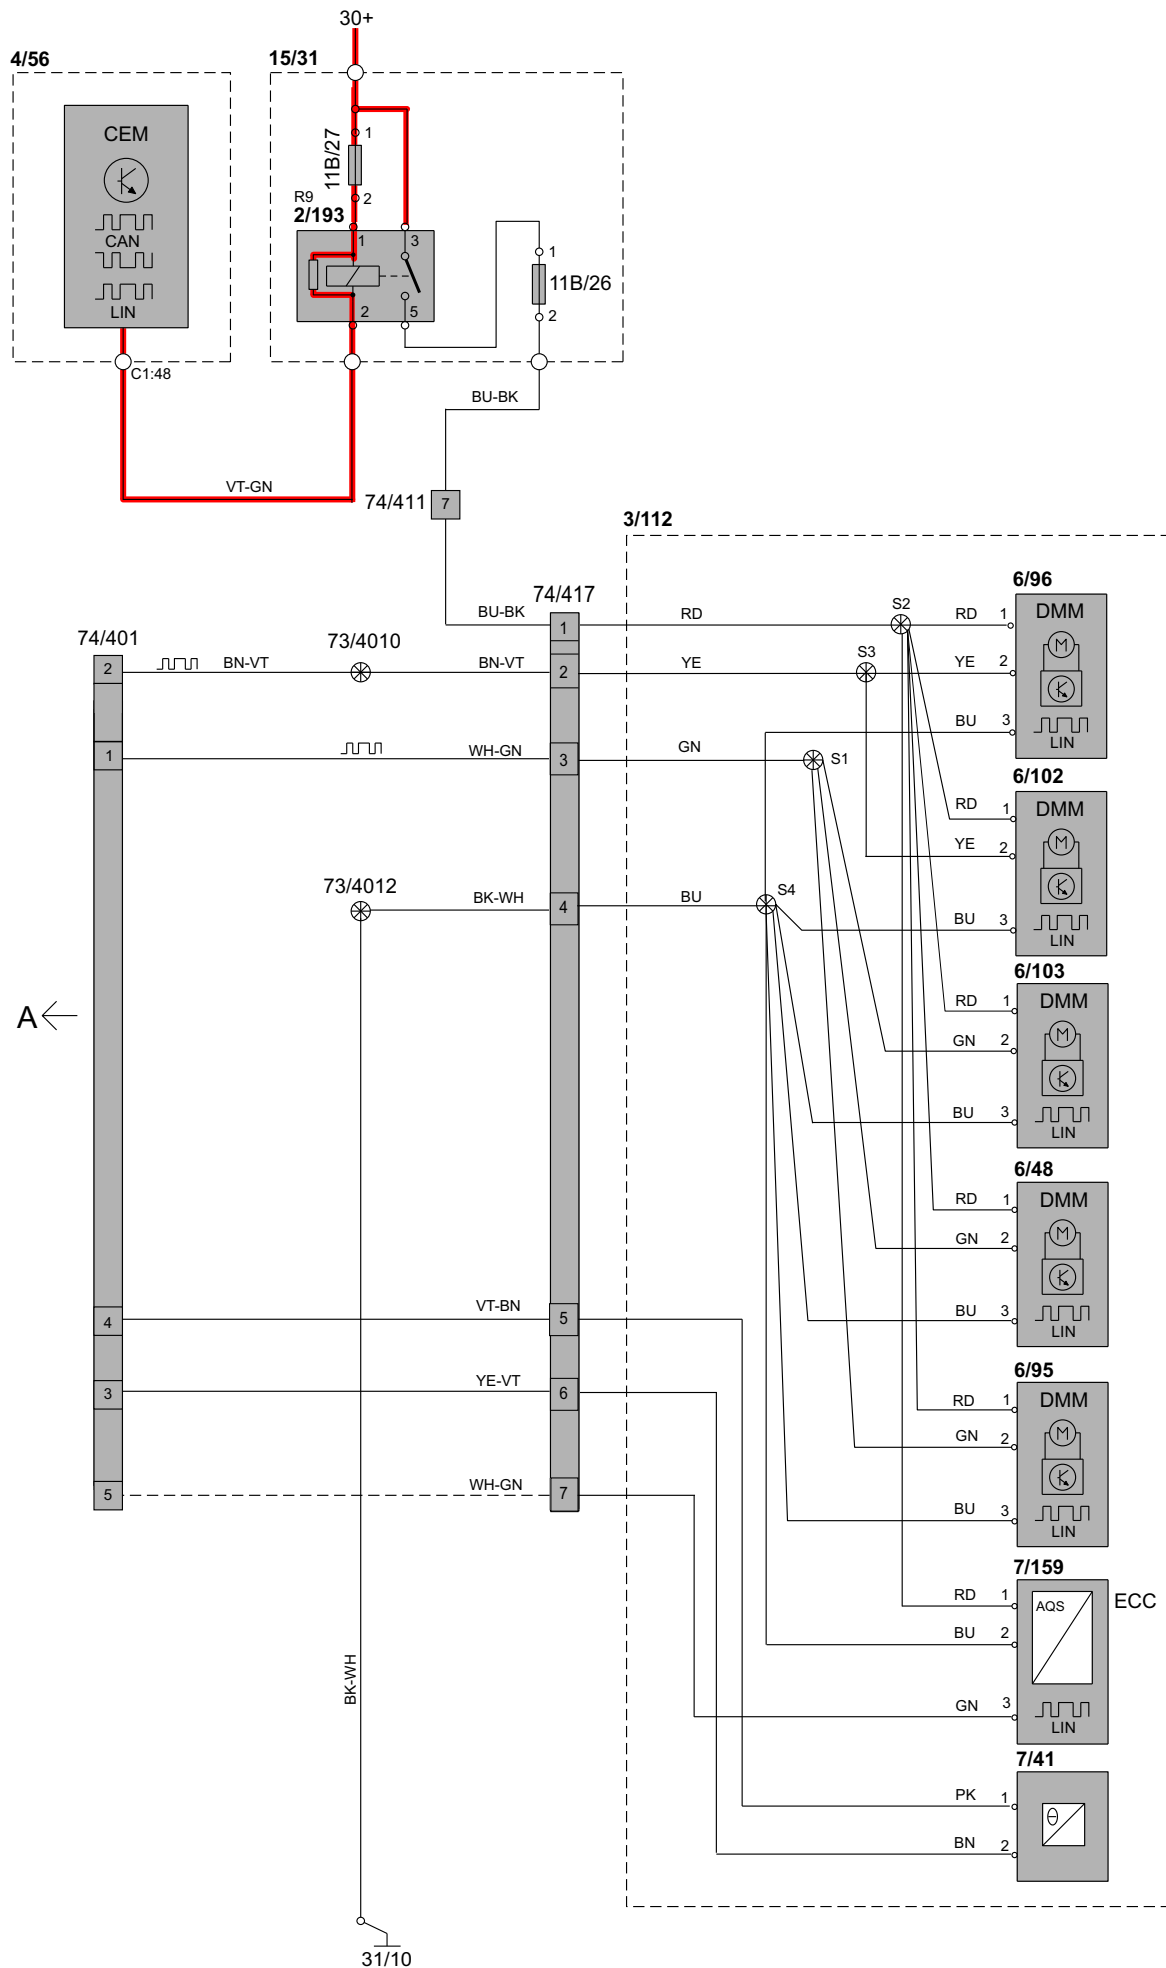 30+
4/56
15/31
CEM
CAN
LIN
C1:48
1
11B/27
2
R9
2/193
1
3
2
5
1
11B/26
2
BU-BK
VT-GN
74/411
7
3/112
74/417
BU-BK
1
RD
S2
RD
1
6/96
DMM
M
LIN
74/401
2
BN-VT
73/4010
BN-VT
2
YE
S3
YE
2
BU
3
1
WH-GN
3
GN
S1
6/102
DMM
M
LIN
RD
1
YE
2
BU
3
73/4012
BK-WH
4
BU
S4
A
6/103
DMM
M
LIN
RD
1
GN
2
BU
3
6/48
DMM
M
LIN
RD
1
GN
2
BU
3
4
VT-BN
5
3
YE-VT
6
5
WH-GN
7
6/95
DMM
M
LIN
RD
1
GN
2
BU
3
7/159
AQS
ECC
LIN
RD
1
BU
2
GN
3
BK-WH
7/41
PK
1
BN
2
31/10